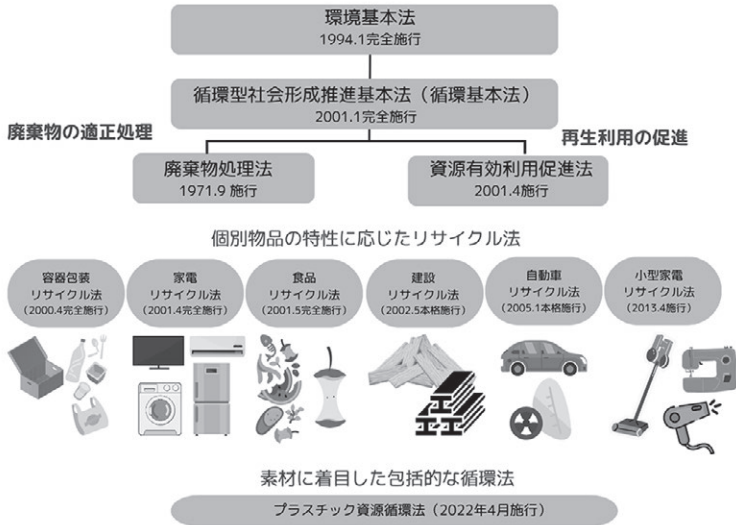 環境基本法
1994.1完全施行
循環型社会形成推進基本法(循環基本法)
2001.1完全施行
廃棄物の適正処理
再生利用の促進
廃棄物処理法
1971.9 施行
資源有効利用促進法
2001.4施行
個別物品の特性に応じたリサイクル法
容器包装
リサイクル法
(2000.4完全施行)
家電
リサイクル法
(2001.4完全施行)
食品
リサイクル法
(2001.5完全施行)
建設
リサイクル法
(2002.5本格施行)
自動車
リサイクル法
(2005.1本格施行)
小型家電
リサイクル法
(2013.4施行)
素材に着目した包括的な循環法
プラスチック資源循環法(2022年4月施行)